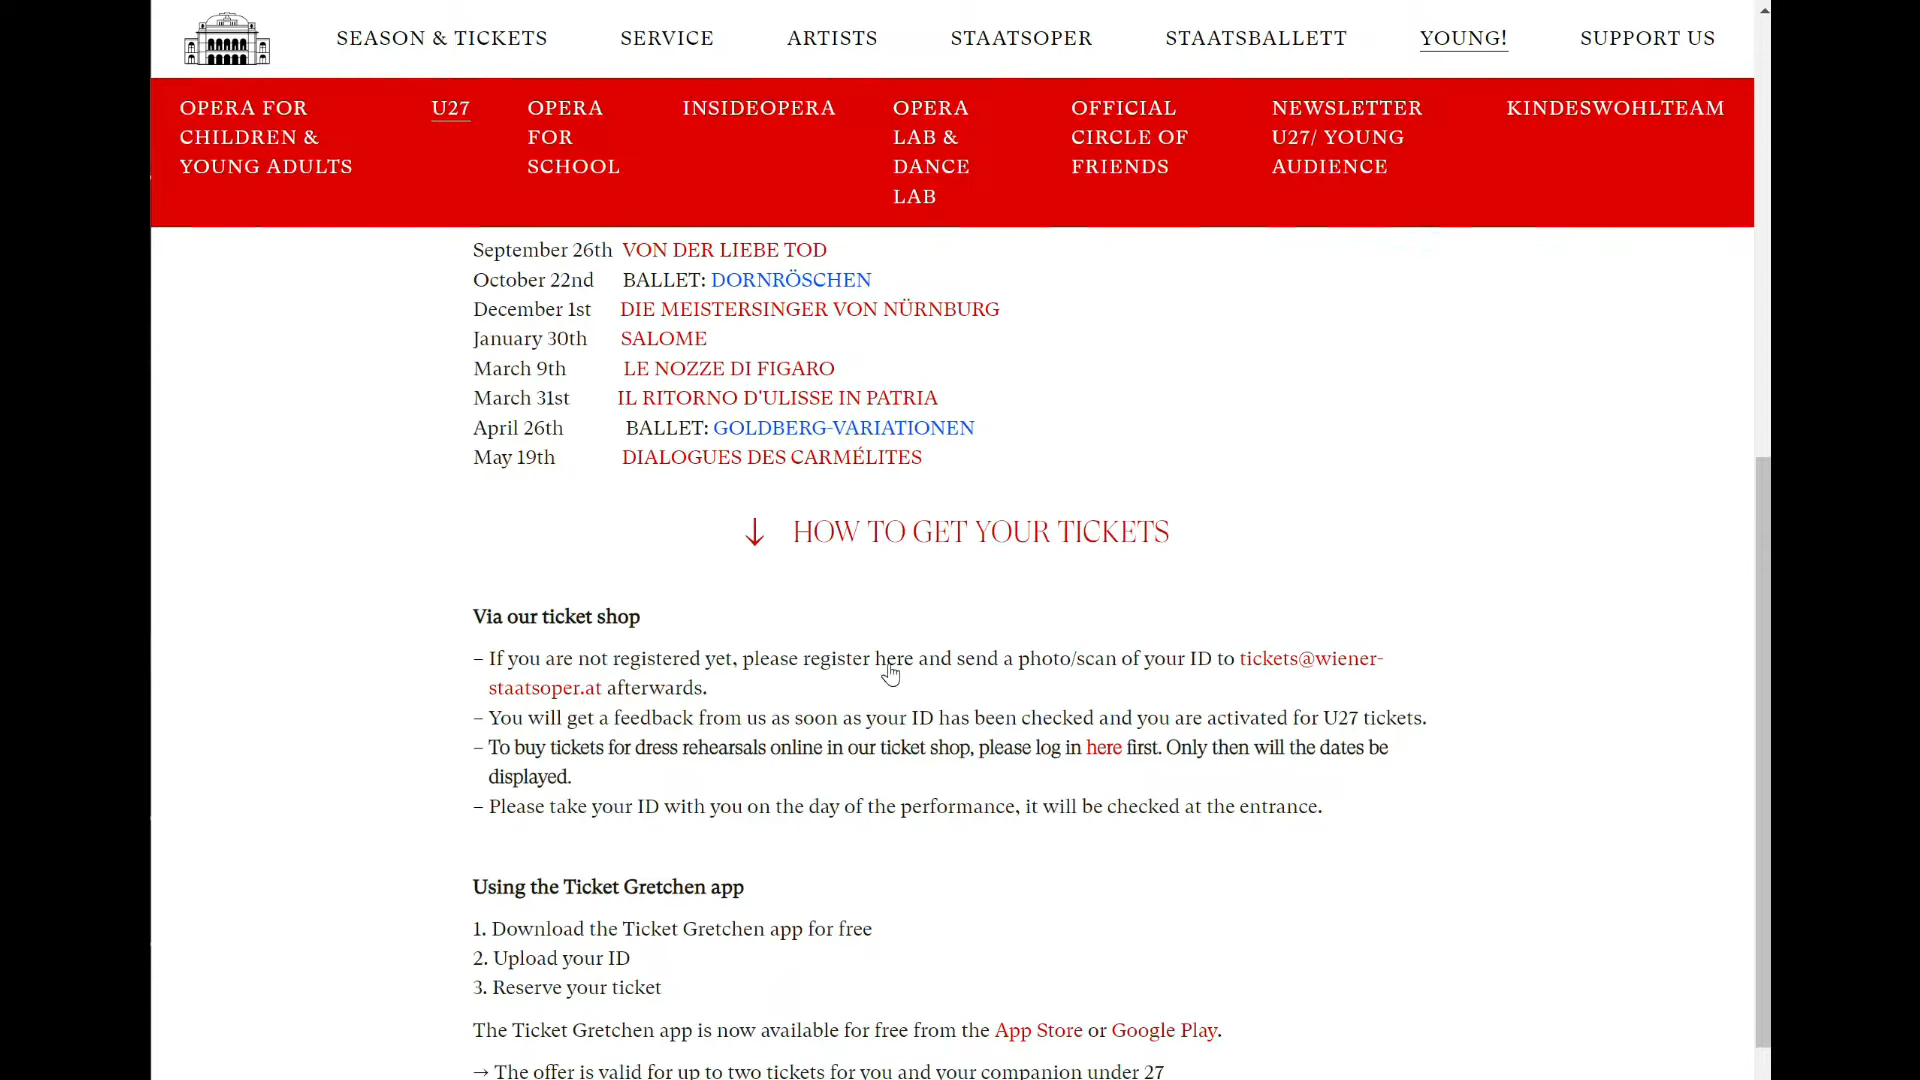 SEASON & TICKETS SERVICE ARTISTS STAATSOPER STAATSBALLETT YOUNG! SUPPORT US
OPERA FOR CHILDREN & YOUNG ADULTS
U27
OPERA FOR SCHOOL
INSIDEOPERA
OPERA LAB & DANCE LAB
OFFICIAL CIRCLE OF FRIENDS
NEWSLETTER U27/ YOUNG AUDIENCE
KINDESWOHLTEAM
September 26th VON DER LIEBE TOD
October 22nd BALLET: DORNRÖSCHEN
December 1st DIE MEISTERSINGER VON NÜRNBURG
January 30th SALOME
March 9th LE NOZZE DI FIGARO
March 31st IL RITORNO D'ULISSE IN PATRIA
April 26th BALLET: GOLDBERG-VARIATIONEN
May 19th DIALOGUES DES CARMÉLITES
↓ HOW TO GET YOUR TICKETS
Via our ticket shop
– If you are not registered yet, please register here and send a photo/scan of your ID to tickets@wiener-
staatsoper.at afterwards.
– You will get a feedback from us as soon as your ID has been checked and you are activated for U27 tickets.
– To buy tickets for dress rehearsals online in our ticket shop, please log in here first. Only then will the dates be
displayed.
– Please take your ID with you on the day of the performance, it will be checked at the entrance.
Using the Ticket Gretchen app
1. Download the Ticket Gretchen app for free
2. Upload your ID
3. Reserve your ticket
The Ticket Gretchen app is now available for free from the App Store or Google Play.
→ The offer is valid for up to two tickets for you and your companion under 27